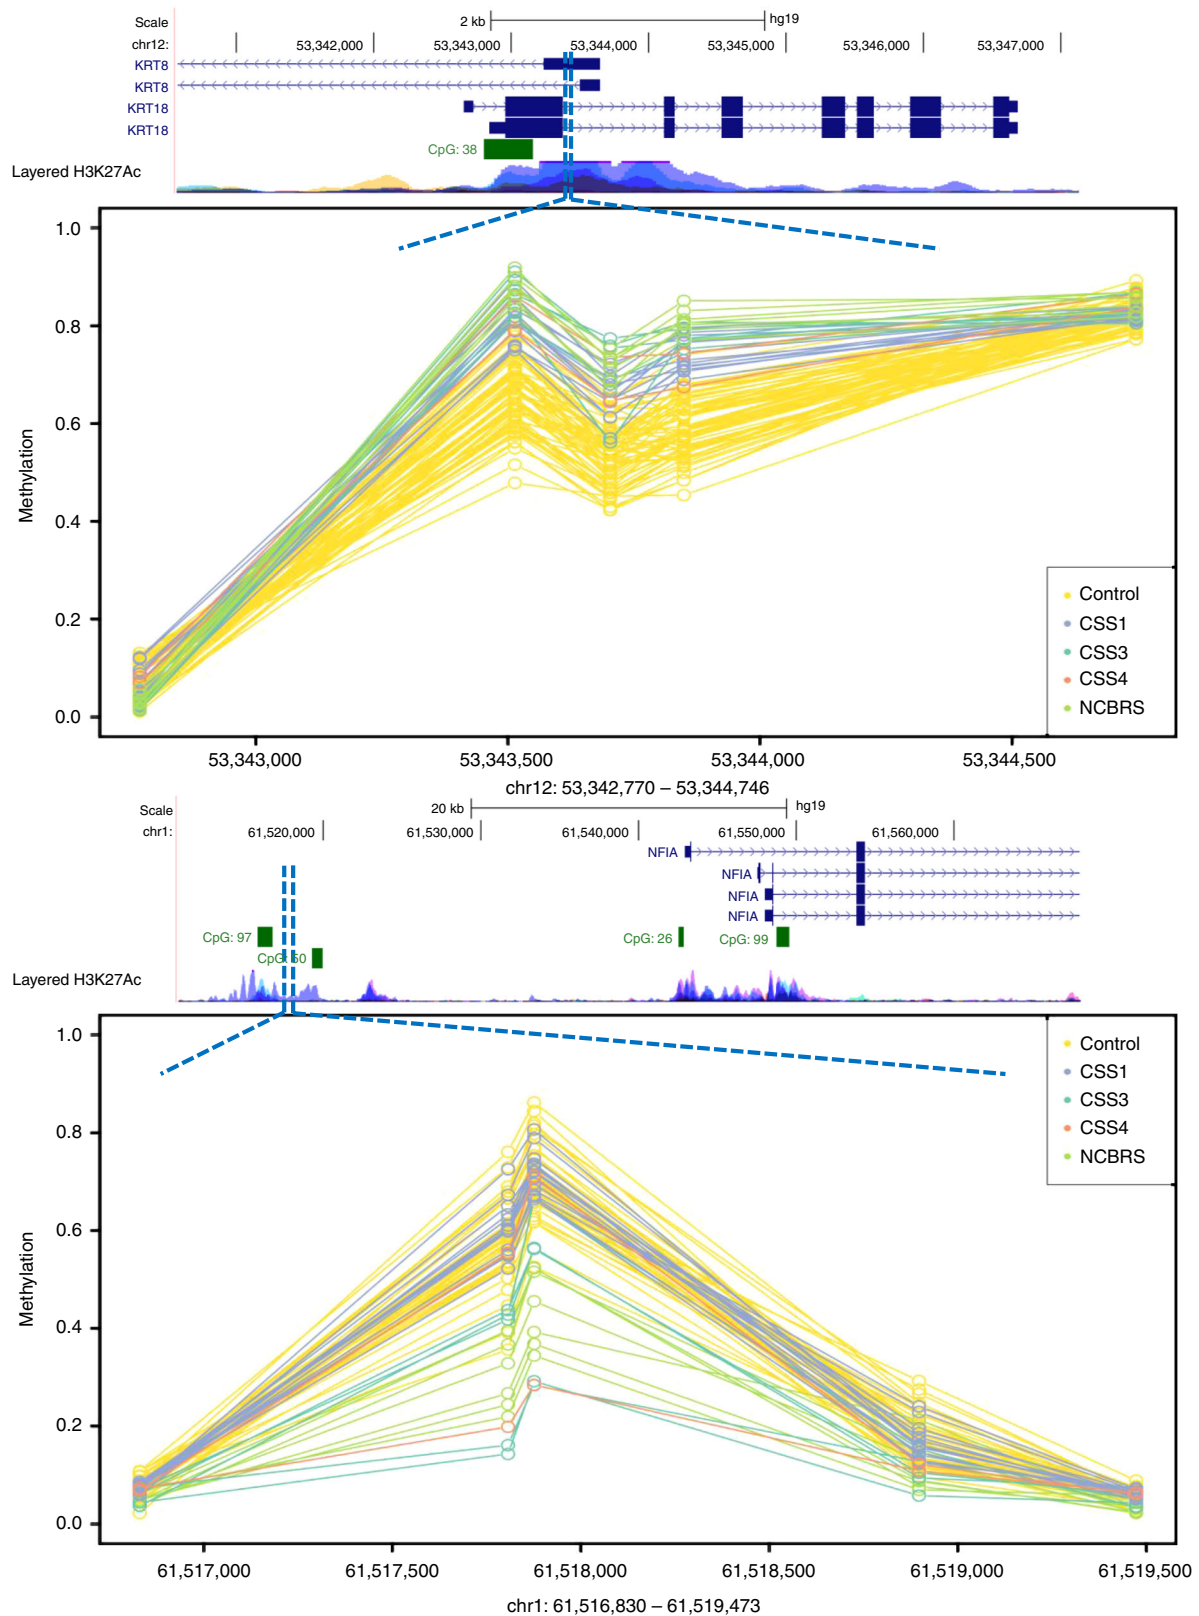 Scale 2 kb hg19
chr12: 53,342,000 53,343,000 53,344,000 53,345,000 53,346,000 53,347,000
KRT8
KRT8
KRT18
KRT18
CpG: 38
Layered H3K27Ac
1.0
0.8
0.6
0.4
0.2
0.0
Methylation
Control
CSS1
CSS3
CSS4
NCBRS
53,343,000 53,343,500 53,344,000 53,344,500
chr12: 53,342,770 – 53,344,746
Scale 20 kb hg19
chr1: 61,520,000 61,530,000 61,540,000 61,550,000 61,560,000
NFIA
NFIA
NFIA
NFIA
CpG: 97 CpG: 26 CpG: 99
CpG: 50
Layered H3K27Ac
1.0
0.8
0.6
0.4
0.2
0.0
Methylation
Control
CSS1
CSS3
CSS4
NCBRS
61,517,000 61,517,500 61,518,000 61,518,500 61,519,000 61,519,500
chr1: 61,516,830 – 61,519,473